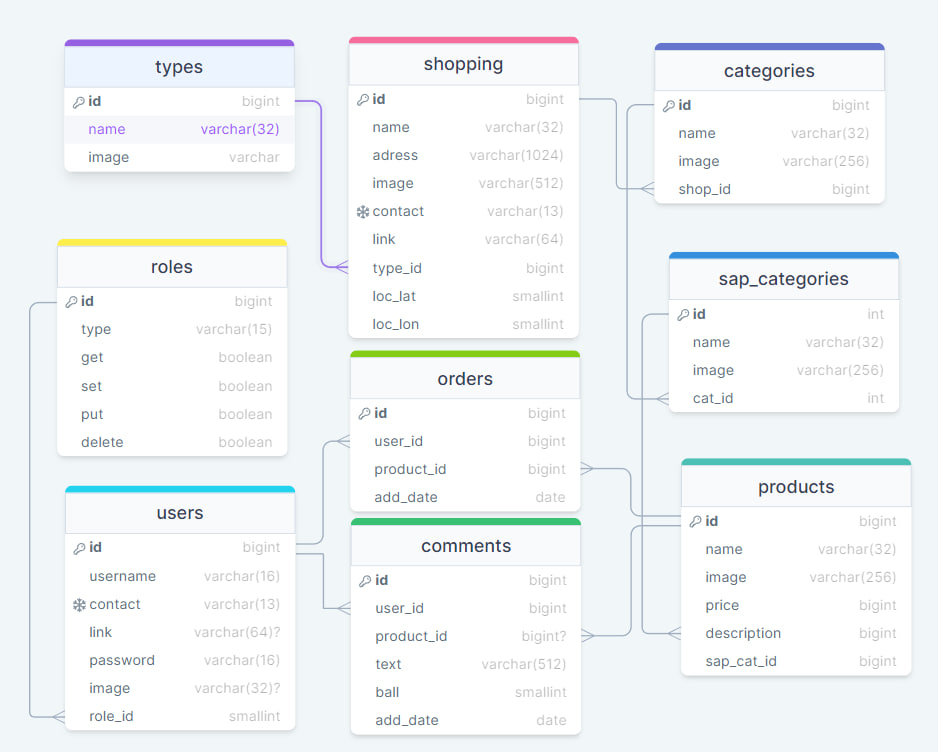 types
id bigint
name varchar(32)
image varchar
shopping
id bigint
name varchar(32)
adress varchar(1024)
image varchar(512)
contact varchar(13)
link varchar(64)
type_id bigint
loc_lat smallint
loc_lon smallint
categories
id bigint
name varchar(32)
image varchar(256)
shop_id bigint
roles
id bigint
type varchar(15)
get boolean
set boolean
put boolean
delete boolean
sap_categories
id int
name varchar(32)
image varchar(256)
cat_id int
orders
id bigint
user_id bigint
product_id bigint
add_date date
users
id bigint
username varchar(16)
contact varchar(13)
link varchar(64)?
password varchar(16)
image varchar(32)?
role_id smallint
comments
id bigint
user_id bigint
product_id bigint?
text varchar(512)
ball smallint
add_date date
products
id bigint
name varchar(32)
image varchar(256)
price bigint
description bigint
sap_cat_id bigint